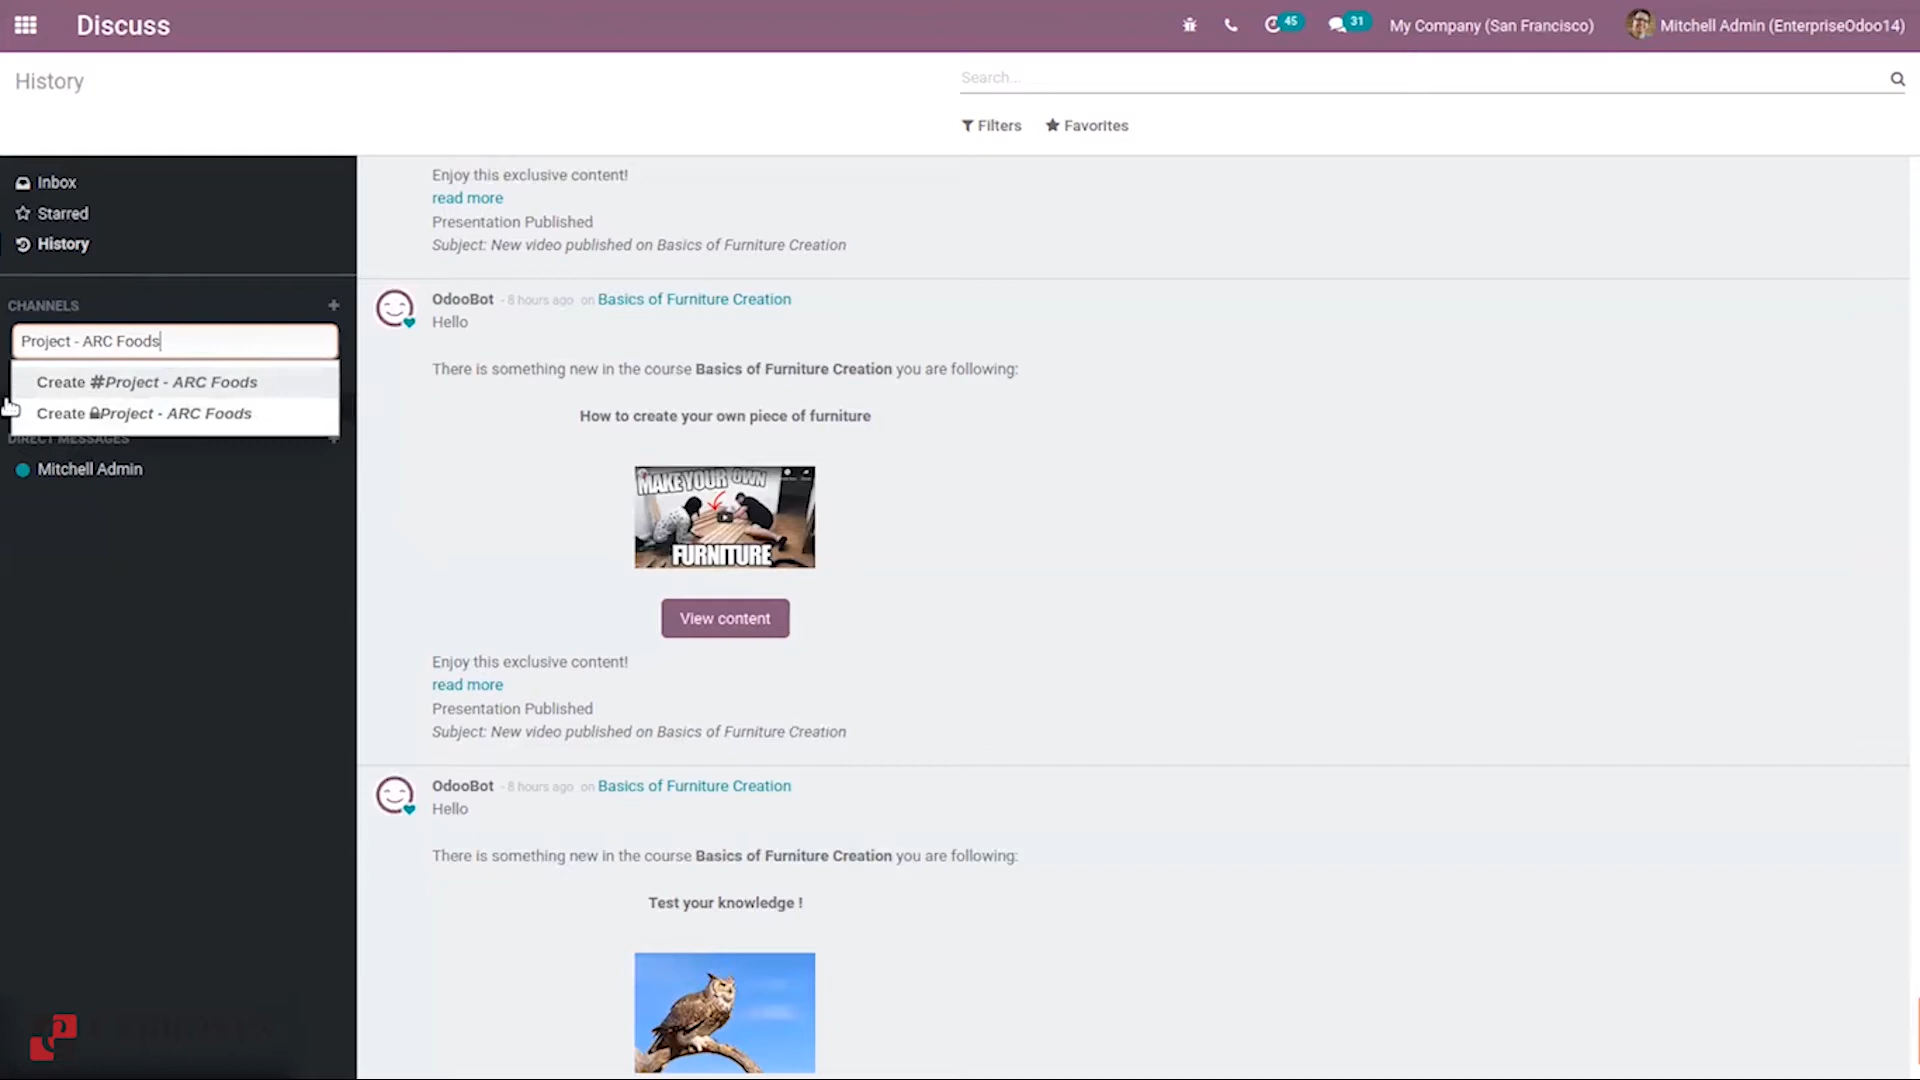 Discuss
45
31
My Company (San Francisco)
Mitchell Admin (EnterpriseOdoo14)
History
Search...
Filters
Favorites
Inbox
Starred
History
CHANNELS
+
Project - ARC Foods
Create #Project - ARC Foods
Create Project - ARC Foods
DIRECT MESSAGES
+
Mitchell Admin
Enjoy this exclusive content!
read more
Presentation Published
Subject: New video published on Basics of Furniture Creation
OdooBot - 8 hours ago on Basics of Furniture Creation
Hello
There is something new in the course Basics of Furniture Creation you are following:
How to create your own piece of furniture
MAKE YOUR OWN
FURNITURE
View content
Enjoy this exclusive content!
read more
Presentation Published
Subject: New video published on Basics of Furniture Creation
OdooBot - 8 hours ago on Basics of Furniture Creation
Hello
There is something new in the course Basics of Furniture Creation you are following:
Test your knowledge !